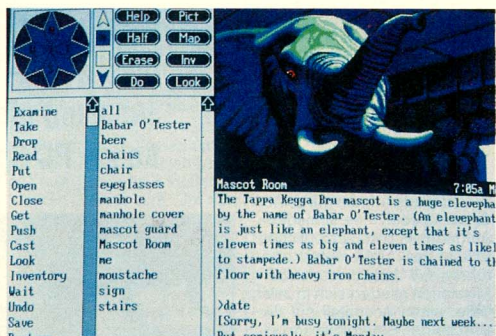 Help Pict
Half Map
Erase Inv
Do Look
Examine
Take
Drop
Read
Put
Open
Close
Get
Push
Cast
Look
Inventory
Wait
Undo
Save
all
Babar O'Tester
beer
chains
chair
eyeglasses
manhole
manhole cover
mascot guard
Mascot Room
me
moustache
sign
stairs
Mascot Room 7:05a M
The Tappa Kegga Bru mascot is a huge elevepha
by the name of Babar O'Tester. (An elevephant
is just like an elephant, except that it's
eleven times as big and eleven times as likel
to stampede.) Babar O'Tester is chained to th
floor with heavy iron chains.
>date
[Sorry, I'm busy tonight. Maybe next week...
But seriously, it's Monday